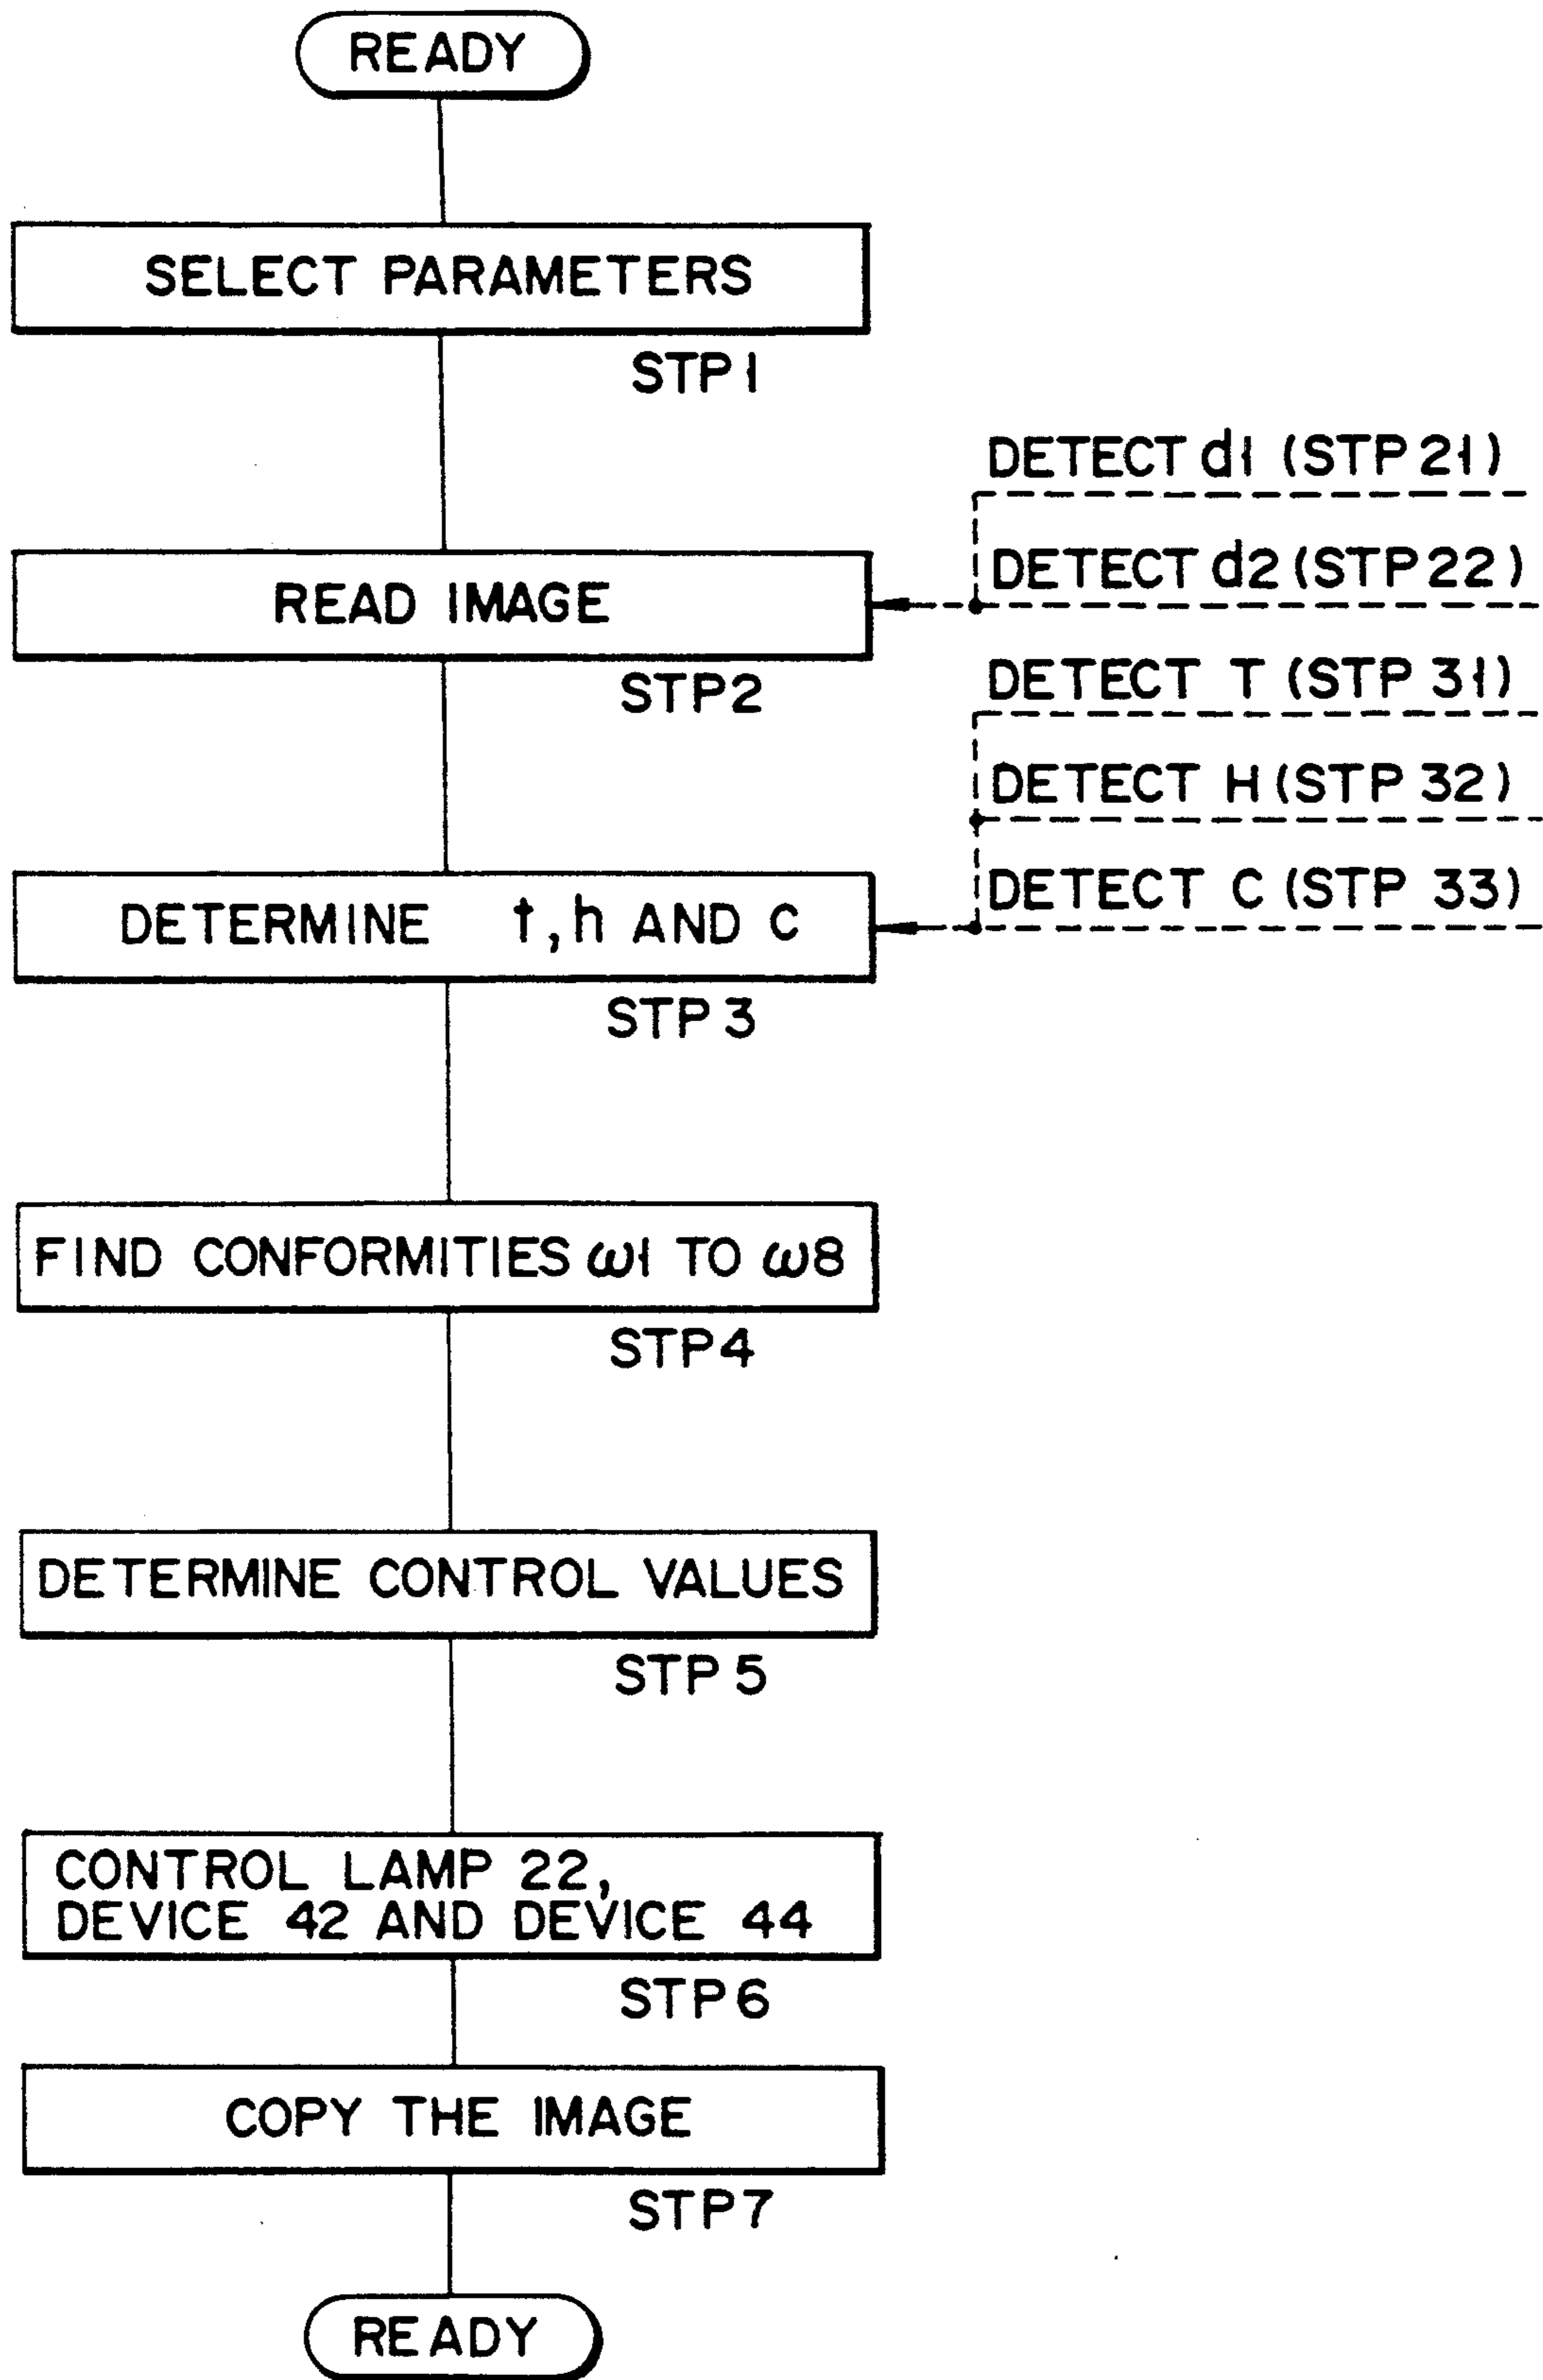 READY
SELECT PARAMETERS
STP1
DETECT d1 (STP 21)
DETECT d2 (STP 22)
READ IMAGE
STP2
DETECT T (STP 31)
DETECT H (STP 32)
DETECT C (STP 33)
DETERMINE t, h AND C
STP 3
FIND CONFORMITIES ω1 TO ω8
STP4
DETERMINE CONTROL VALUES
STP 5
CONTROL LAMP 22,
DEVICE 42 AND DEVICE 44
STP6
COPY THE IMAGE
STP7
READY